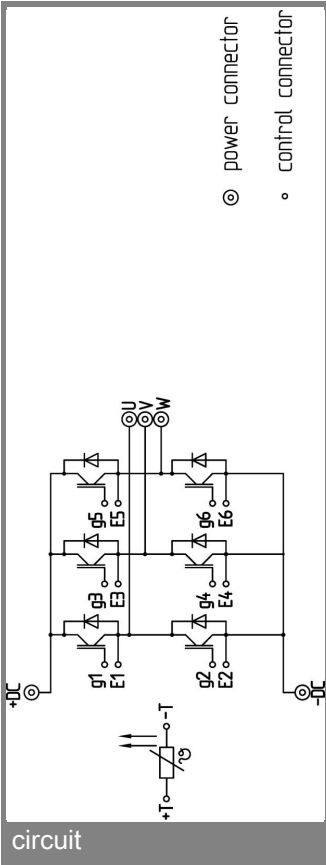 power connector
control connector
U
V
W
g5
E5
g6
E6
g3
E3
g4
E4
g1
E1
g2
E2
+DC
-DC
-T
ϑ
+T
circuit